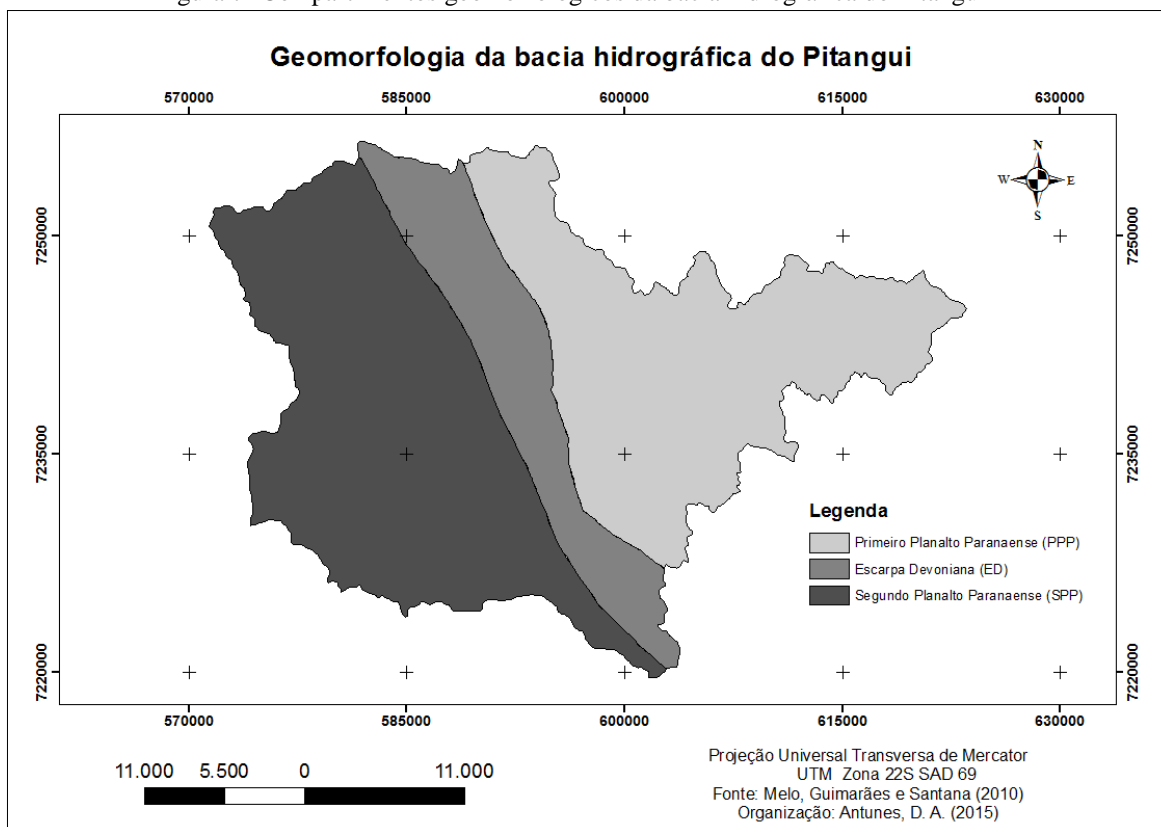 Geomorfologia da bacia hidrográfica do Pitangui
570000 585000 600000 615000 630000
N
W E
S
7250000 7250000
7235000 7235000
Legenda
Primeiro Planalto Paranaense (PPP)
Escarpa Devoniana (ED)
Segundo Planalto Paranaense (SPP)
7220000 7220000
570000 585000 600000 615000 630000
11.000 5.500 0 11.000
Projeção Universal Transversa de Mercator
UTM Zona 22S SAD 69
Fonte: Melo, Guimarães e Santana (2010)
Organização: Antunes, D. A. (2015)